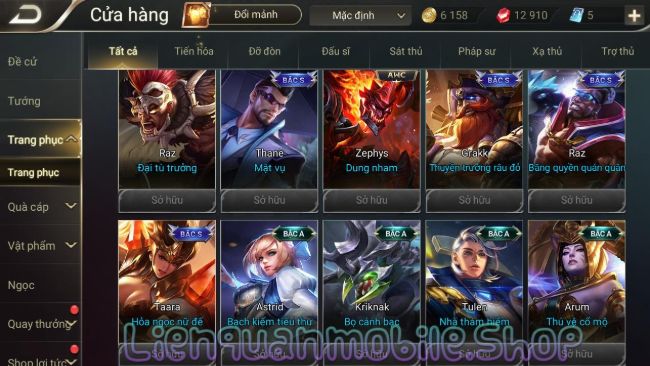 Cửa hàng
Đổi mảnh
Mặc định
6 158
12 910
5
Tất cả
Tiến hóa
Đỡ đòn
Đấu sĩ
Sát thủ
Pháp sư
Xạ thủ
Trợ thủ
Đề cử
Tướng
Trang phục
Trang phục
Quà cáp
Vật phẩm
Ngọc
Quay thưởng
Shop lợi tức
Raz
Đại tù trưởng
Sở hữu
BẬC S
Thane
Mật vụ
Sở hữu
AWC
Zephys
Dung nham
Sở hữu
BẬC S
Grakk
Thuyền trưởng râu đỏ
Sở hữu
BẬC S
Raz
Băng quyền quán quân
Sở hữu
BẬC S
Taara
Hỏa ngọc nữ đế
BẬC A
Astrid
Bạch kiếm tiểu thư
BẬC A
Kriknak
Bọ cánh bạc
BẬC A
Tulen
Nhà thám hiểm
BẬC A
Arum
Thủ vệ cổ mộ
Sở hữu
Sở hữu
Sở hữu
Sở hữu
Sở hữu
Lienquanmobile.Shop